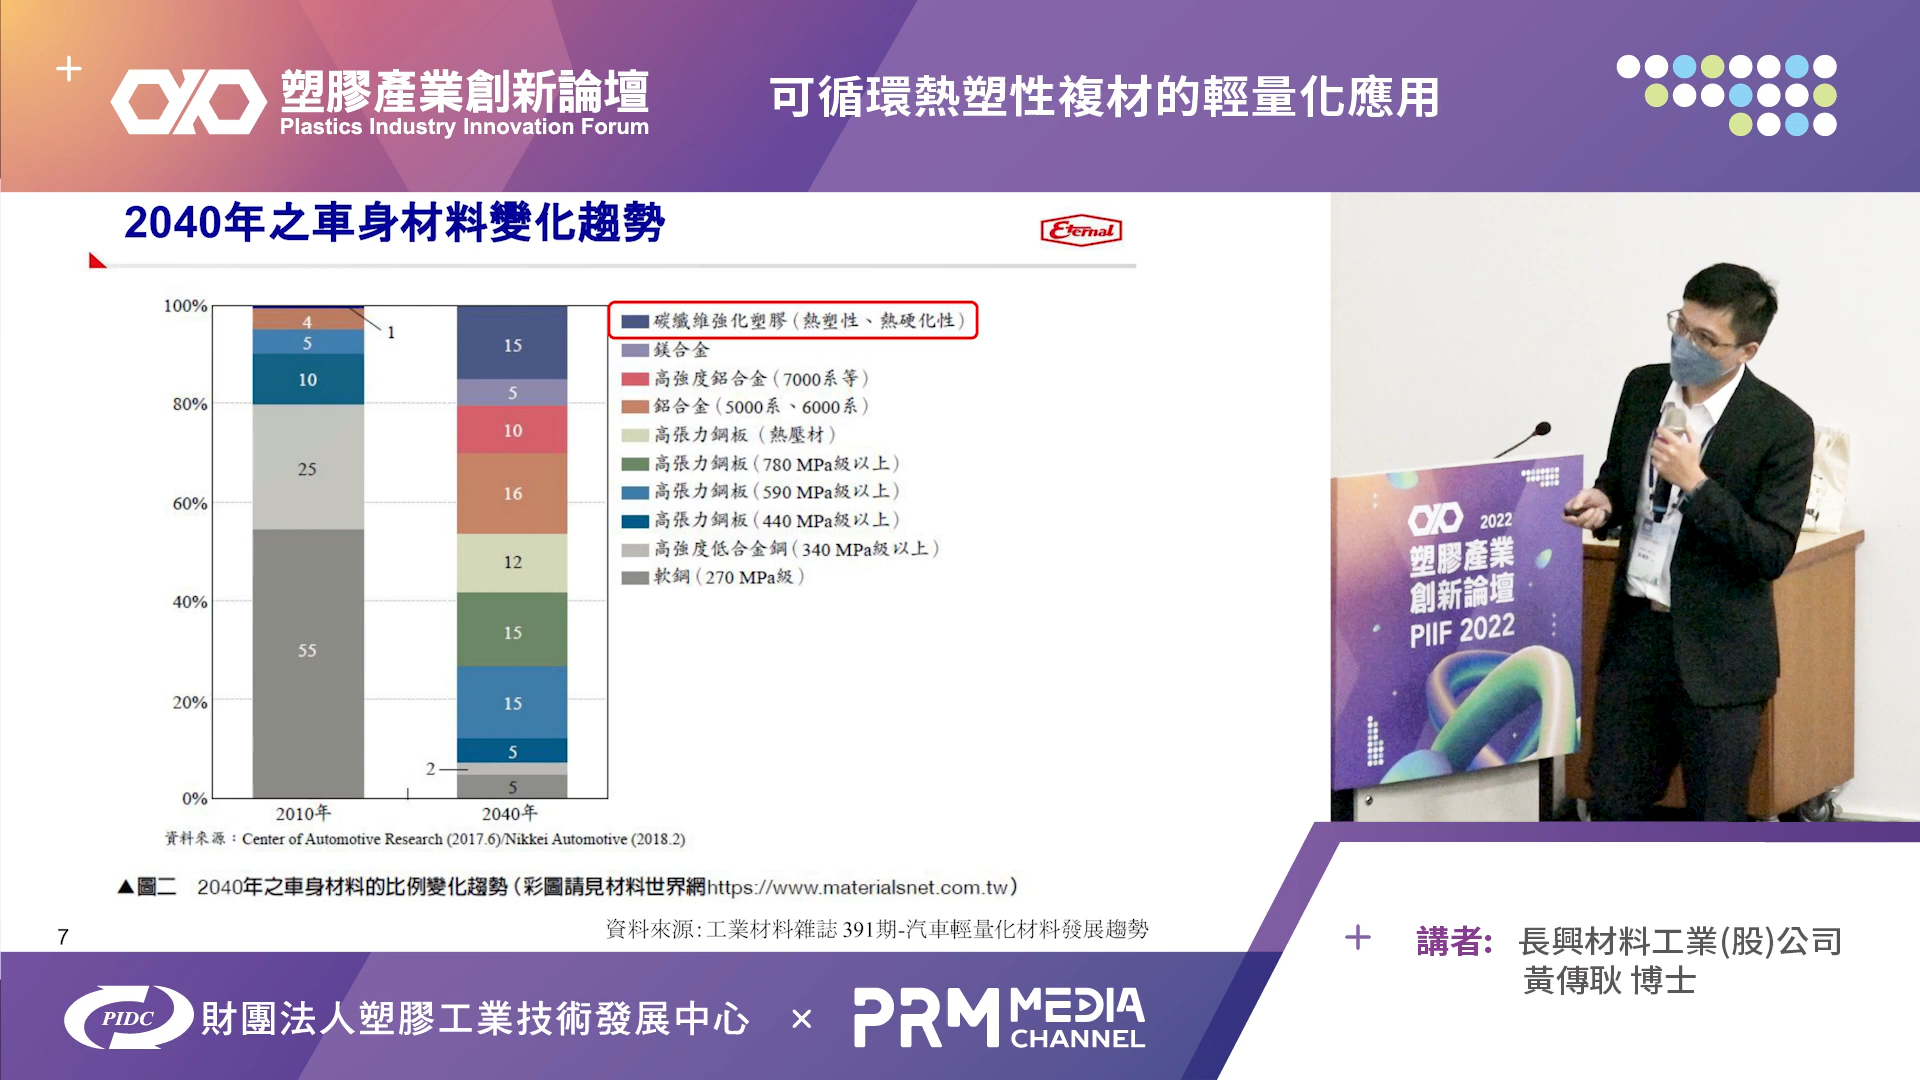 塑膠產業創新論壇
Plastics Industry Innovation Forum
可循環熱塑性複材的輕量化應用
2040年之車身材料變化趨勢
Eternal
100%
80%
60%
40%
20%
0%
4
5
10
25
55
1
15
5
10
16
12
15
15
5
2
5
2010年
2040年
碳纖維強化塑膠(熱塑性、熱硬化性)
鎂合金
高強度鋁合金(7000系等)
鋁合金(5000系、6000系)
高張力鋼板(熱壓材)
高張力鋼板(780 MPa級以上)
高張力鋼板(590 MPa級以上)
高張力鋼板(440 MPa級以上)
高強度低合金鋼(340 MPa級以上)
軟鋼(270 MPa級)
資料來源：Center of Automotive Research (2017.6)/Nikkei Automotive (2018.2)
▲圖二 2040年之車身材料的比例變化趨勢(彩圖請見材料世界網https://www.materialsnet.com.tw)
資料來源:工業材料雜誌 391期-汽車輕量化材料發展趨勢
7
2022
塑膠產業
創新論壇
PIIF 2022
講者: 長興材料工業(股)公司
黃傳耿 博士
PIDC 財團法人塑膠工業技術發展中心 × PRM MEDIA CHANNEL